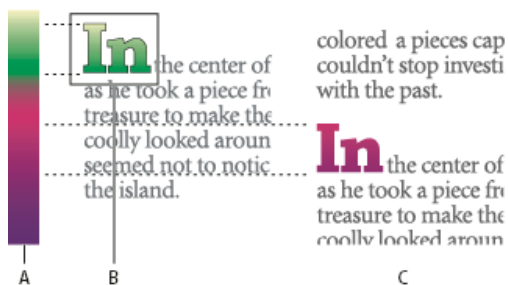 In the center of
as he took a piece fr
treasure to make the
coolly looked aroun
seemed not to notic
the island.
colored a pieces cap
couldn't stop investi
with the past.
In the center of
as he took a piece fr
treasure to make the
coolly looked aroun
A
B
C